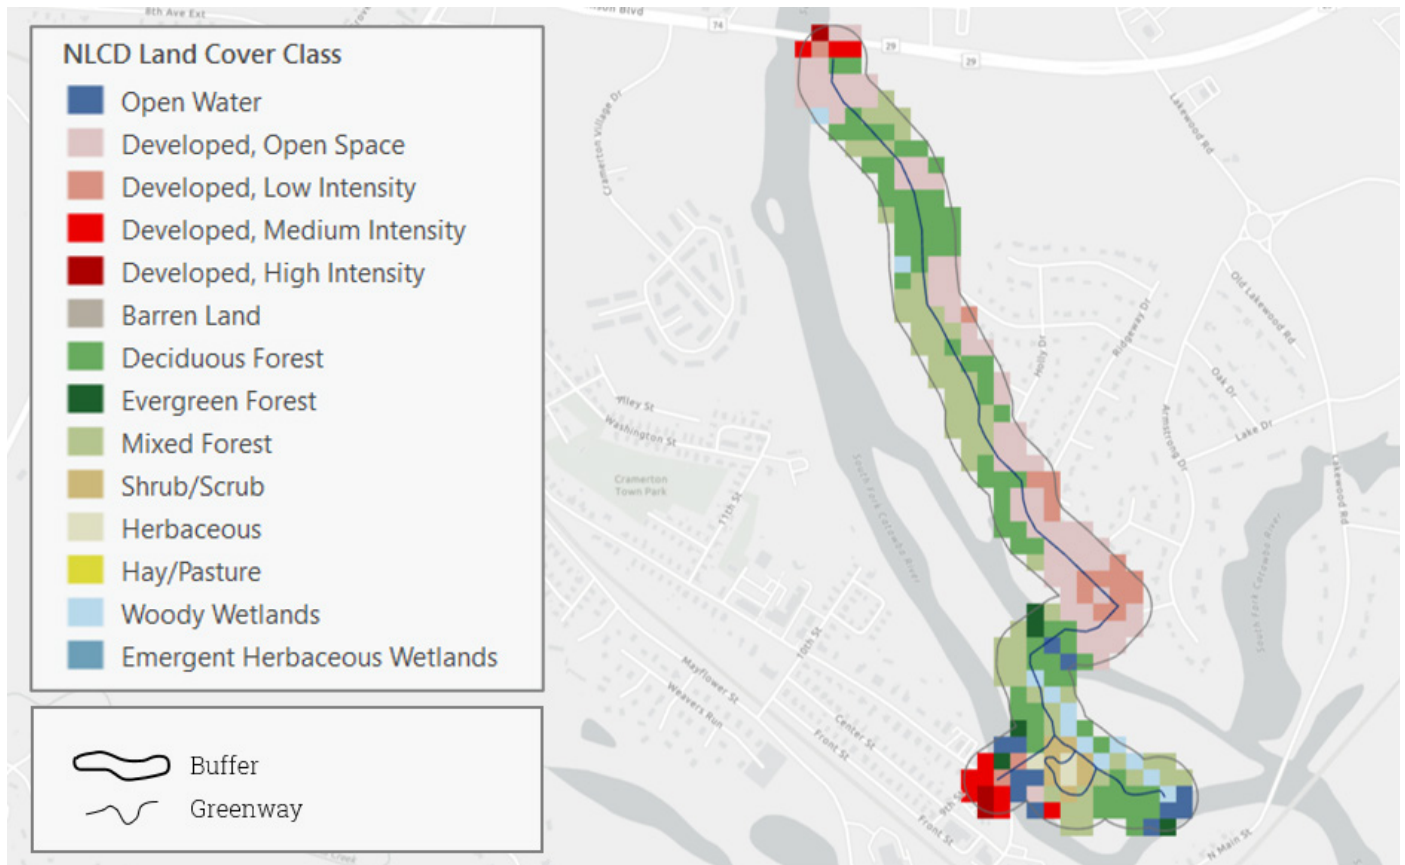 8th Ave Ext
74
29
29
NLCD Land Cover Class
Open Water
Developed, Open Space
Developed, Low Intensity
Developed, Medium Intensity
Developed, High Intensity
Barren Land
Deciduous Forest
Evergreen Forest
Mixed Forest
Shrub/Scrub
Herbaceous
Hay/Pasture
Woody Wetlands
Emergent Herbaceous Wetlands
Buffer
Greenway
Cramerton Village Dr
Lakewood Rd
Old Lakewood Rd
Ridgeway Dr
Holly Dr
Oak Dr
Lake Dr
Armstrong Dr
Lakewood Rd
Washington St
Cramerton
Town Park
11th St
South Fork Catawba River
South Fork Catawba River
10th St
Mayflower St
Weavers Run
Center St
Front St
9th St
Front St
N Main St